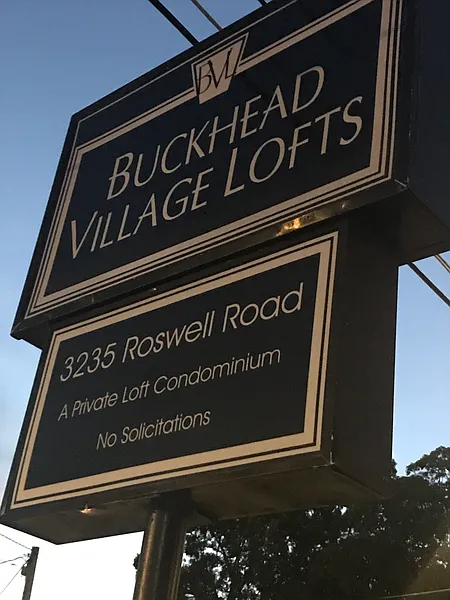 BVL
BUCKHEAD
VILLAGE LOFTS
3235 Roswell Road
A Private Loft Condominium
No Solicitations